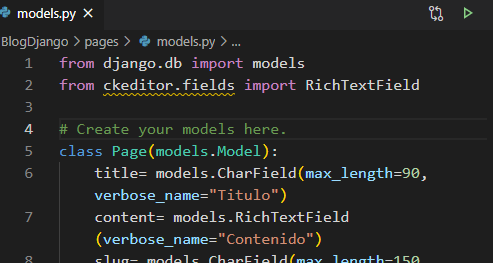 models.py ×
BlogDjango > pages > models.py > ...
1 from django.db import models
2 from ckeditor.fields import RichTextField
3
4 # Create your models here.
5 class Page(models.Model):
6 title= models.CharField(max_length=90,
verbose_name="Titulo")
7 content= models.RichTextField
(verbose_name="Contenido")
8 slug= models.CharField(max_length=150,